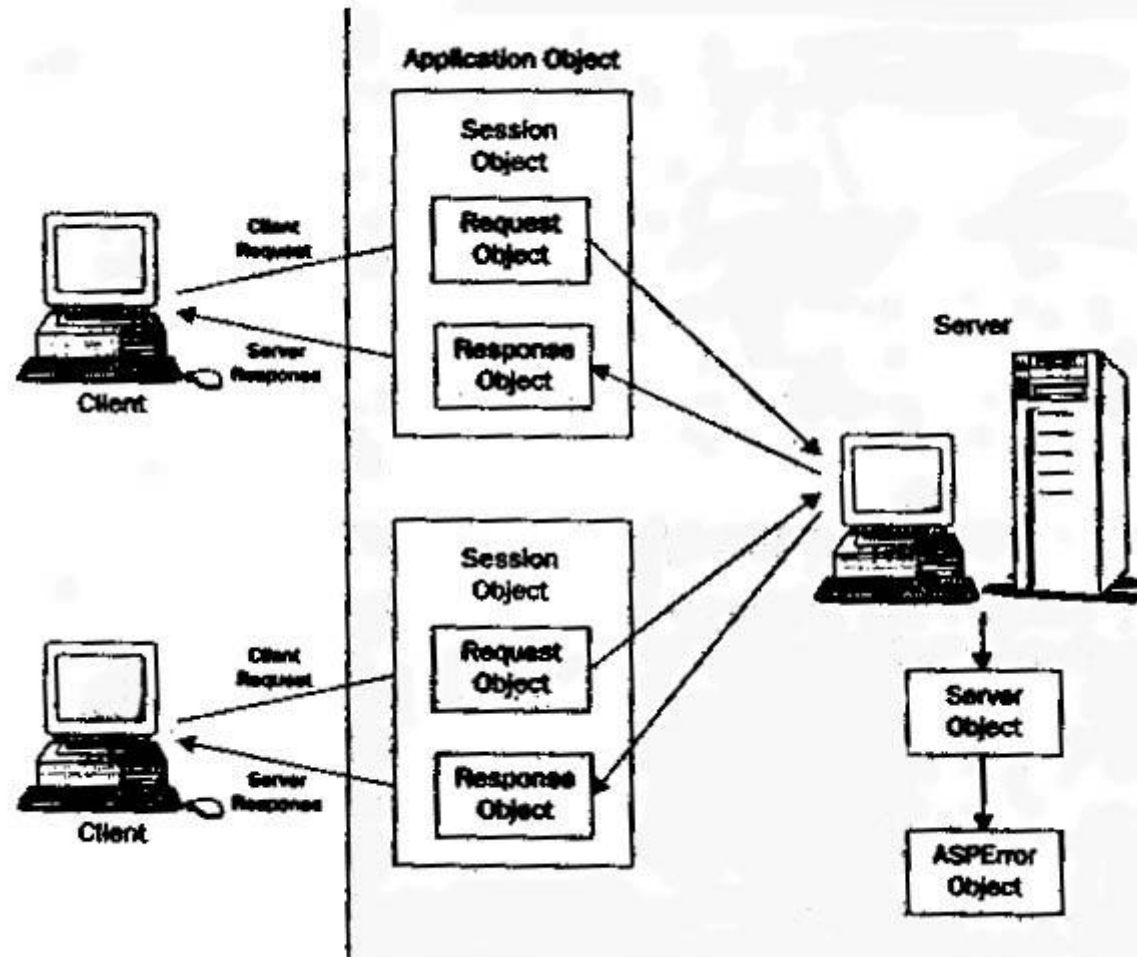 Application Object
Session
Object
Client
Request
Request
Object
Server
Response
Response
Object
Client
Server
Session
Object
Client
Request
Request
Object
Server
Response
Response
Object
Client
Server
Object
ASPError
Object